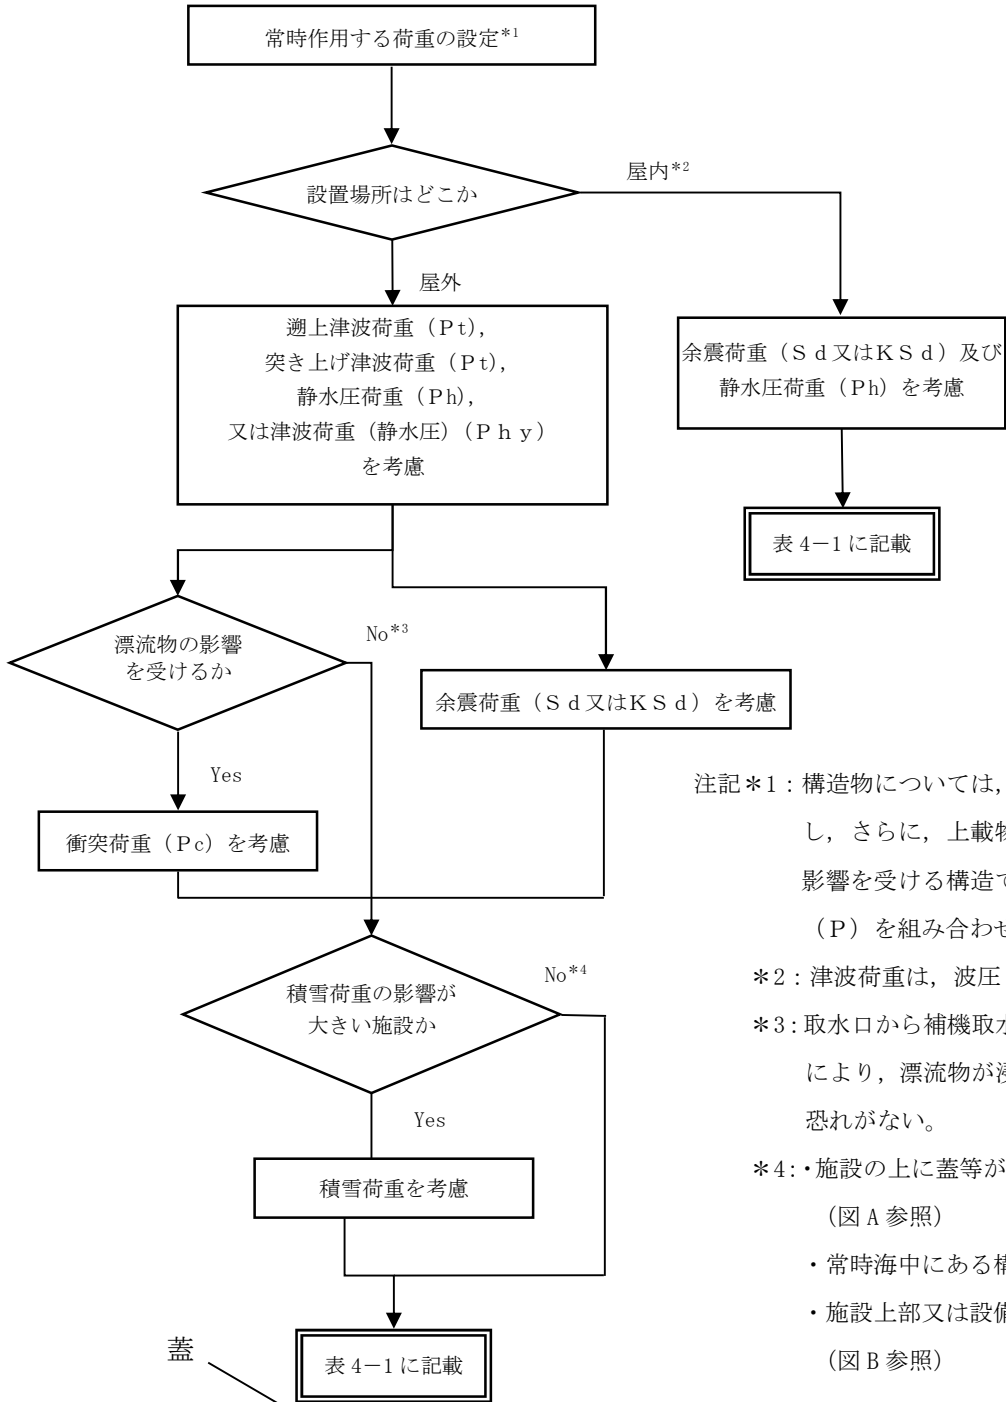 常時作用する荷重の設定*1
設置場所はどこか
屋内*2
屋外
遡上津波荷重（Ｐt），
突き上げ津波荷重（Ｐt），
静水圧荷重（Ｐh），
又は津波荷重（静水圧）（Ｐｈｙ）
を考慮
余震荷重（Ｓｄ又はＫＳｄ）及び
静水圧荷重（Ｐh）を考慮
表 4－1 に記載
漂流物の影響
を受けるか
No*3
Yes
余震荷重（Ｓｄ又はＫＳｄ）を考慮
衝突荷重（Ｐc）を考慮
積雪荷重の影響が
大きい施設か
No*4
Yes
積雪荷重を考慮
表 4－1 に記載
蓋
注記＊1：構造物については，
し，さらに，上載物
影響を受ける構造で
（Ｐ）を組み合わせ
＊2：津波荷重は，波圧
＊3：取水口から補機取水
により，漂流物が浸
恐れがない。
＊4：・施設の上に蓋等が
（図 A 参照）
・常時海中にある構
・施設上部又は設備
（図 B 参照）